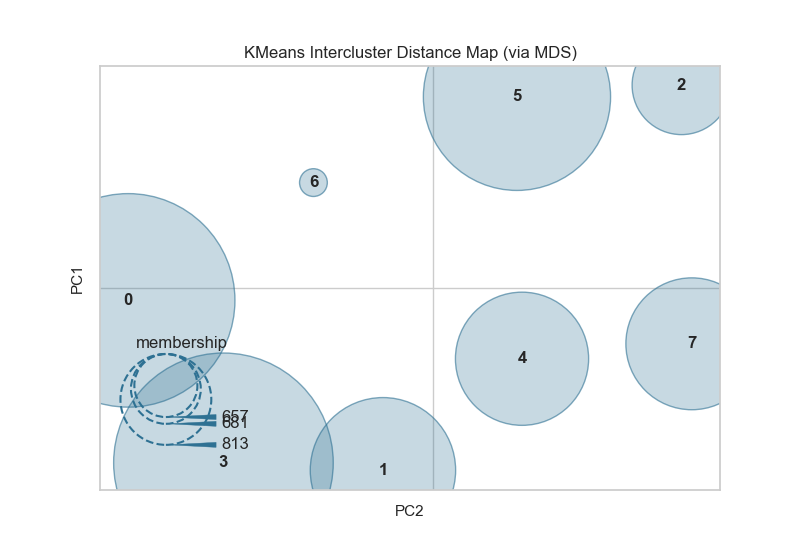 KMeans Intercluster Distance Map (via MDS)
5
2
6
PC1
0
membership
4
7
657
681
813
3
1
PC2